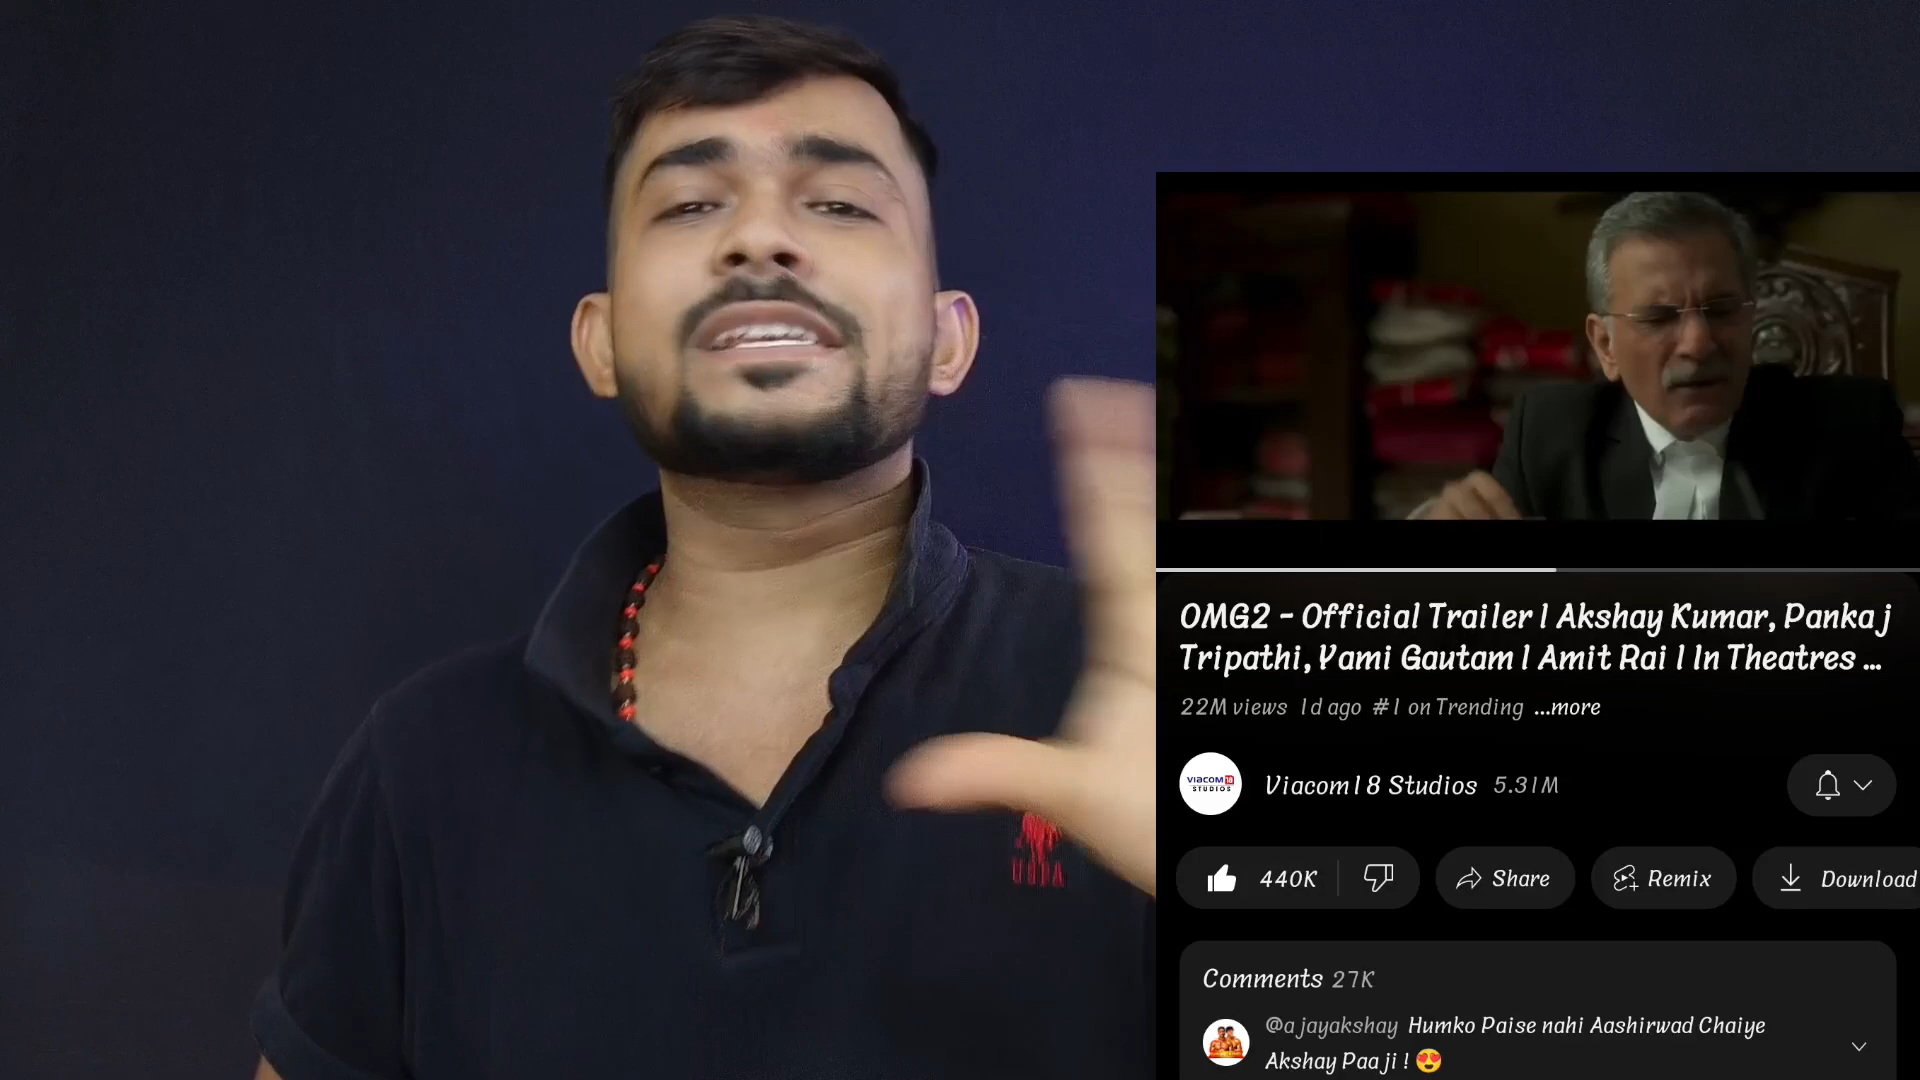 OMG2 - Official Trailer l Akshay Kumar, Pankaj
Tripathi, Yami Gautam l Amit Rai l In Theatres ...
22M views 1d ago #1 on Trending ...more
VIACOM18
STUDIOS
Viacom18 Studios 5.31M
440K Share Remix Download
Comments 27K
@ajayakshay Humko Paise nahi Aashirwad Chaiye
Akshay Paaji ! 😍